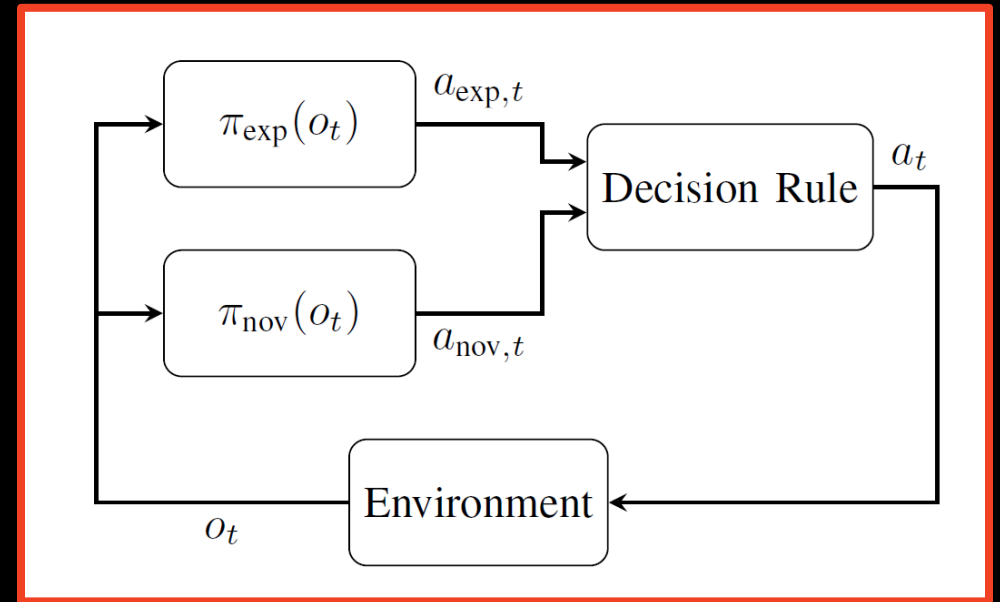 π_exp(o_t)
a_exp,t
Decision Rule
a_t
π_nov(o_t)
a_nov,t
Environment
o_t